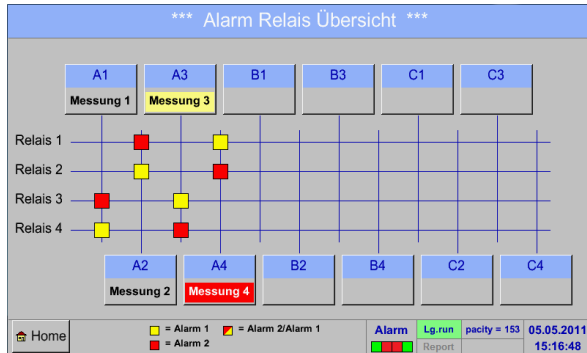 *** Alarm Relais Übersicht ***
A1 A3 B1 B3 C1 C3
Messung 1 Messung 3
Relais 1
Relais 2
Relais 3
Relais 4
A2 A4 B2 B4 C2 C4
Messung 2 Messung 4
Home
= Alarm 1 = Alarm 2/Alarm 1
= Alarm 2
Alarm Lg.run pacity = 153 05.05.2011
Report 15:16:48